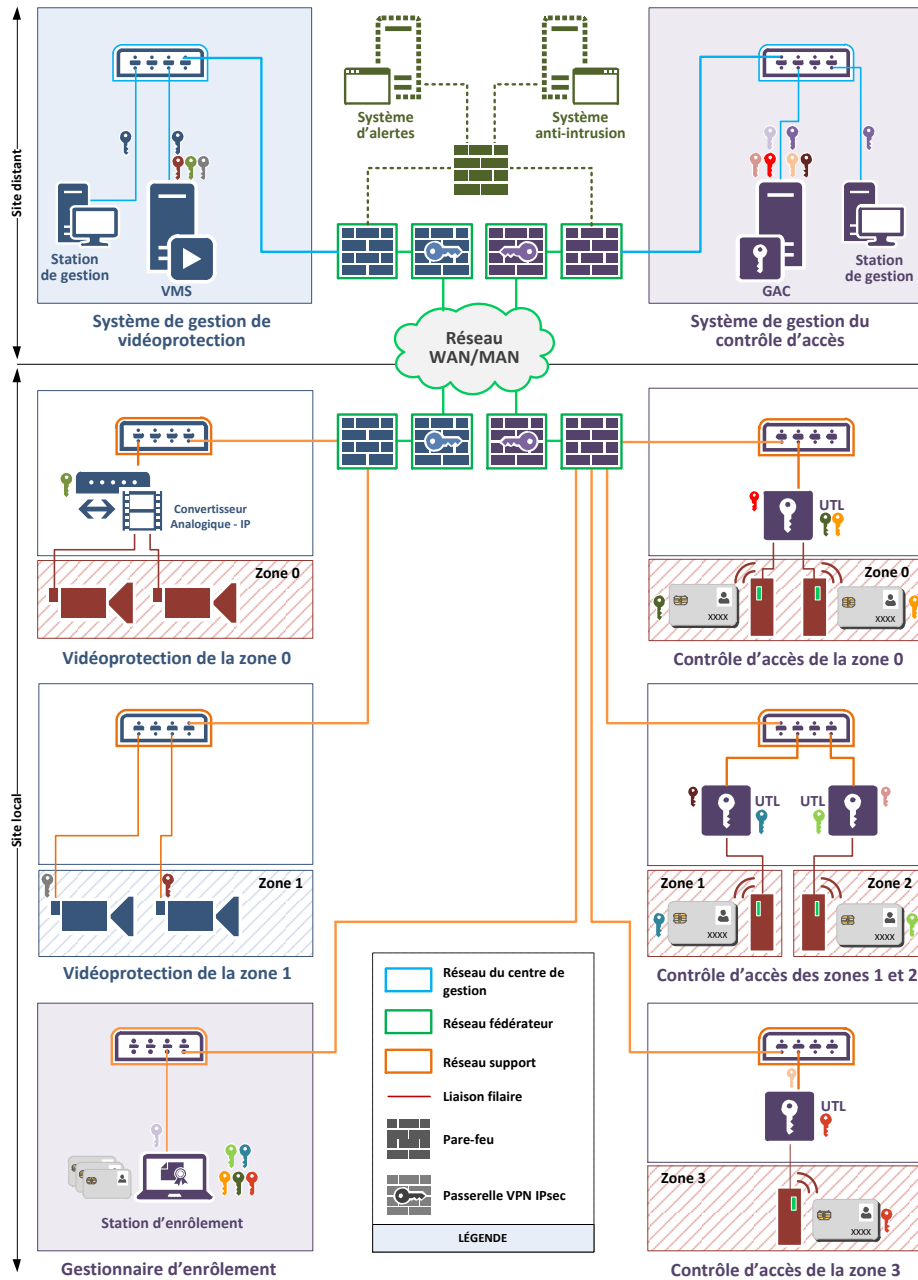 Site distant
Station
de gestion
VMS
Système de gestion de
vidéoprotection
Système
d'alertes
Système
anti-intrusion
GAC
Station
de gestion
Système de gestion du
contrôle d'accès
Réseau
WAN/MAN
Site local
Convertisseur
Analogique - IP
Zone 0
Vidéoprotection de la zone 0
UTL
Zone 0
XXXX
XXXX
Contrôle d'accès de la zone 0
Zone 1
Vidéoprotection de la zone 1
UTL
UTL
Zone 1
XXXX
Zone 2
XXXX
Contrôle d'accès des zones 1 et 2
Station d'enrôlement
Gestionnaire d'enrôlement
Réseau du centre de
gestion
Réseau fédérateur
Réseau support
Liaison filaire
Pare-feu
Passerelle VPN IPsec
LÉGENDE
UTL
Zone 3
XXXX
Contrôle d'accès de la zone 3